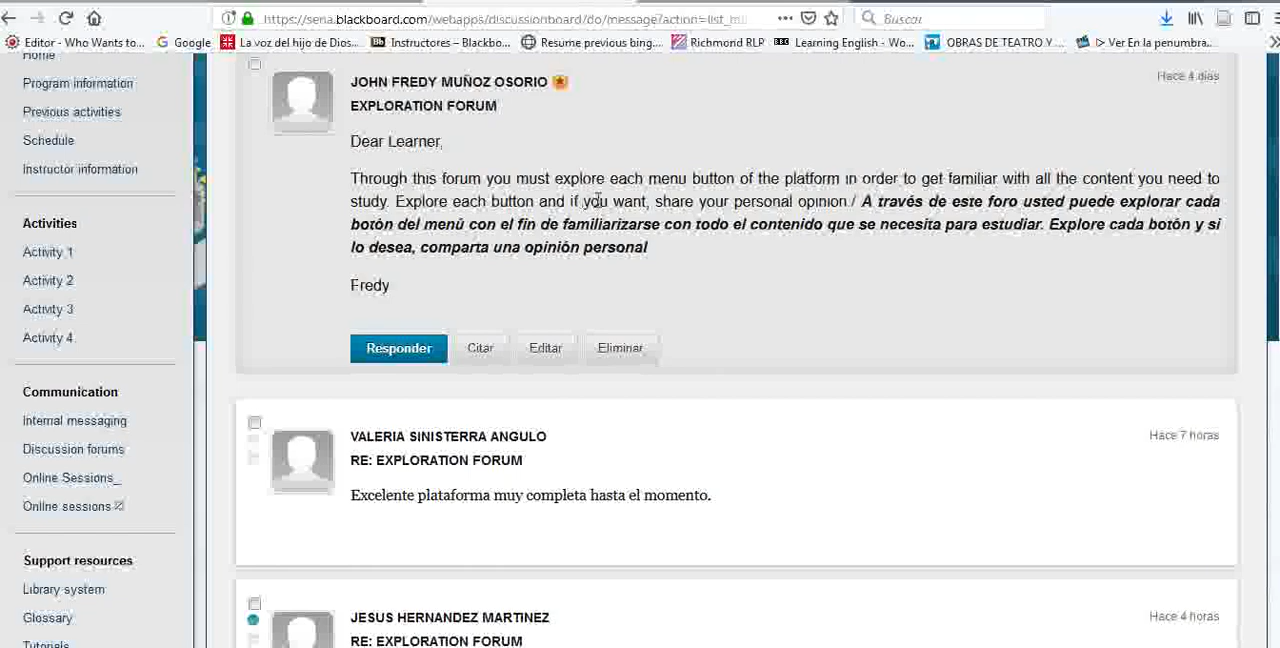 https://sena.blackboard.com/webapps/discussionboard/do/message?action=list_m
Buscar
Editor - Who Wants to...
Google
La voz del hijo de Dios...
Bb Instructores – Blackbo...
Resume previous bing...
Richmond RLP
BBC Learning English - Wo...
OBRAS DE TEATRO Y ...
▷ Ver En la penumbra...
Home
Program information
Previous activities
Schedule
Instructor information
Activities
Activity 1
Activity 2
Activity 3
Activity 4
Communication
Internal messaging
Discussion forums
Online Sessions_
Online sessions
Support resources
Library system
Glossary
Tutorials
JOHN FREDY MUÑOZ OSORIO
Hace 4 días
EXPLORATION FORUM
Dear Learner,
Through this forum you must explore each menu button of the platform in order to get familiar with all the content you need to
study. Explore each button and if you want, share your personal opinion./ A través de este foro usted puede explorar cada
botón del menú con el fin de familiarizarse con todo el contenido que se necesita para estudiar. Explore cada botón y si
lo desea, comparta una opinión personal
Fredy
Responder Citar Editar Eliminar
VALERIA SINISTERRA ANGULO
Hace 7 horas
RE: EXPLORATION FORUM
Excelente plataforma muy completa hasta el momento.
JESUS HERNANDEZ MARTINEZ
Hace 4 horas
RE: EXPLORATION FORUM